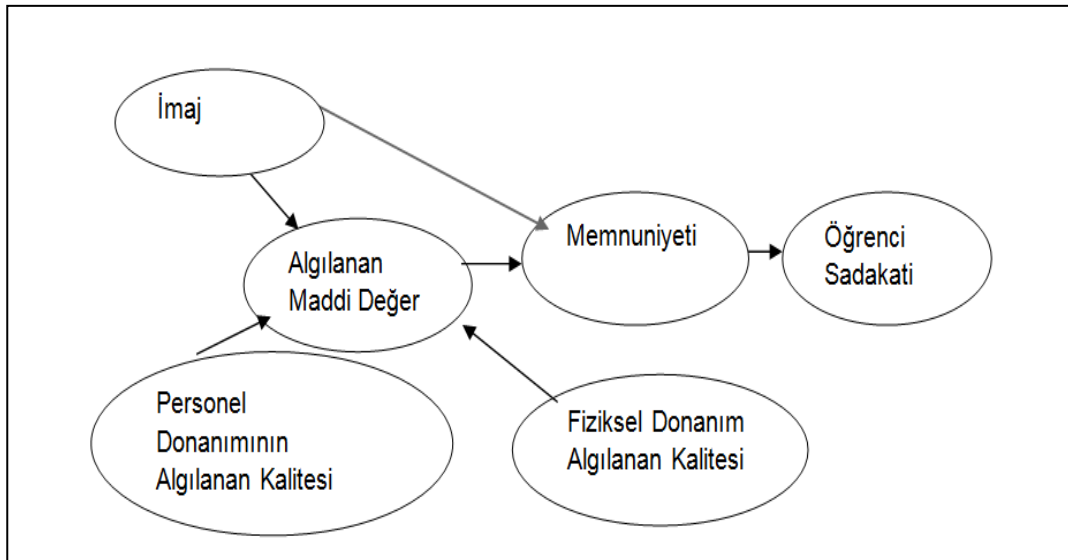 İmaj
Memnuniyeti
Öğrenci
Sadakati
Algılanan
Maddi Değer
Personel
Donanımının
Algılanan Kalitesi
Fiziksel Donanım
Algılanan Kalitesi